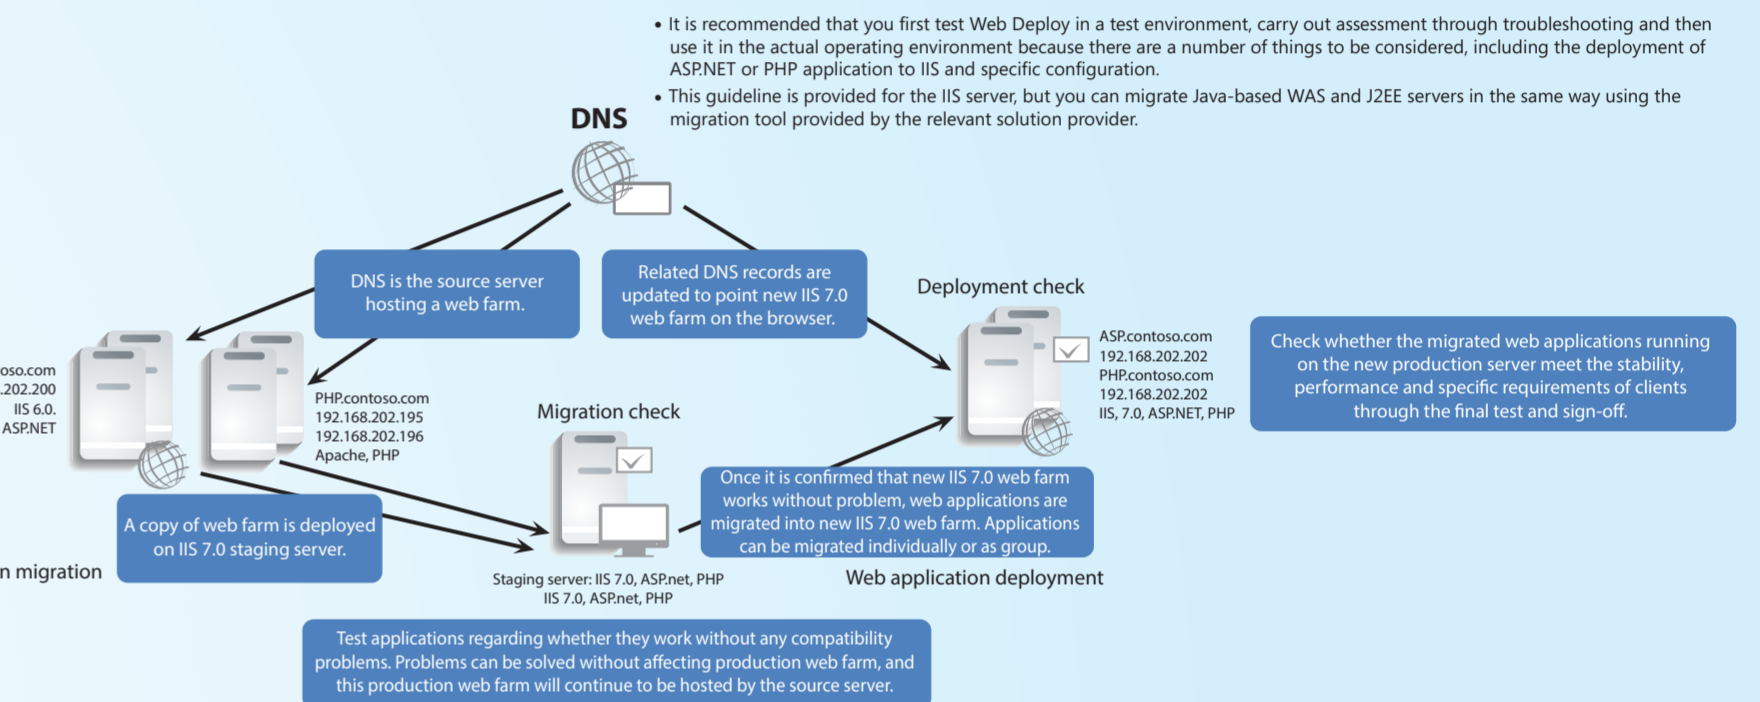 • It is recommended that you first test Web Deploy in a test environment, carry out assessment through troubleshooting and then
use it in the actual operating environment because there are a number of things to be considered, including the deployment of
ASP.NET or PHP application to IIS and specific configuration.
• This guideline is provided for the IIS server, but you can migrate Java-based WAS and J2EE servers in the same way using the
migration tool provided by the relevant solution provider.
DNS
DNS is the source server
hosting a web farm.
Related DNS records are
updated to point new IIS 7.0
web farm on the browser.
Deployment check
ASP.contoso.com
192.168.202.202
PHP.contoso.com
192.168.202.202
IIS, 7.0, ASP.NET, PHP
Check whether the migrated web applications running
on the new production server meet the stability,
performance and specific requirements of clients
through the final test and sign-off.
oso.com
.202.200
IIS 6.0.
ASP.NET
PHP.contoso.com
192.168.202.195
192.168.202.196
Apache, PHP
Migration check
A copy of web farm is deployed
on IIS 7.0 staging server.
n migration
Once it is confirmed that new IIS 7.0 web farm
works without problem, web applications are
migrated into new IIS 7.0 web farm. Applications
can be migrated individually or as group.
Staging server: IIS 7.0, ASP.net, PHP
IIS 7.0, ASP.net, PHP
Web application deployment
Test applications regarding whether they work without any compatibility
problems. Problems can be solved without affecting production web farm, and
this production web farm will continue to be hosted by the source server.